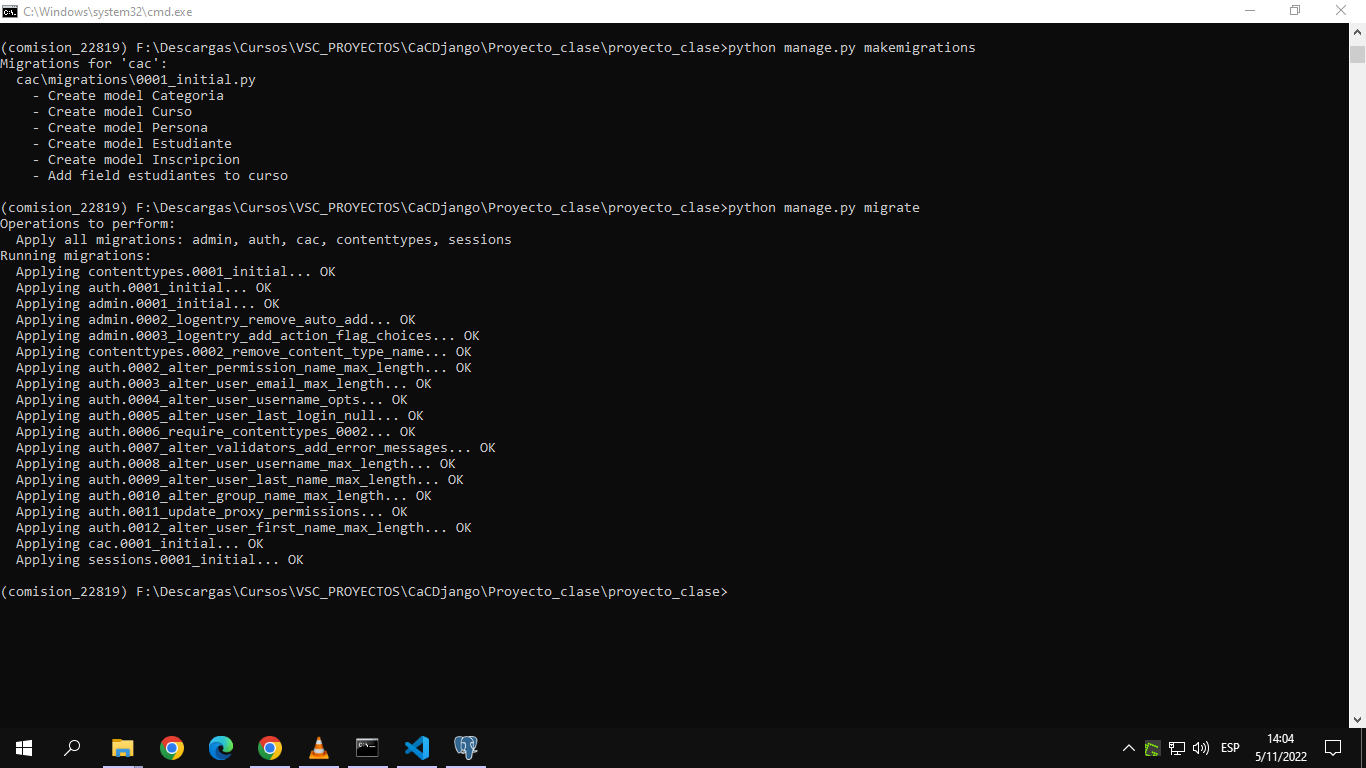 C:\Windows\system32\cmd.exe
(comision_22819) F:\Descargas\Cursos\VSC_PROYECTOS\CaCDjango\Proyecto_clase\proyecto_clase>python manage.py makemigrations
Migrations for 'cac':
  cac\migrations\0001_initial.py
    - Create model Categoria
    - Create model Curso
    - Create model Persona
    - Create model Estudiante
    - Create model Inscripcion
    - Add field estudiantes to curso
(comision_22819) F:\Descargas\Cursos\VSC_PROYECTOS\CaCDjango\Proyecto_clase\proyecto_clase>python manage.py migrate
Operations to perform:
  Apply all migrations: admin, auth, cac, contenttypes, sessions
Running migrations:
  Applying contenttypes.0001_initial... OK
  Applying auth.0001_initial... OK
  Applying admin.0001_initial... OK
  Applying admin.0002_logentry_remove_auto_add... OK
  Applying admin.0003_logentry_add_action_flag_choices... OK
  Applying contenttypes.0002_remove_content_type_name... OK
  Applying auth.0002_alter_permission_name_max_length... OK
  Applying auth.0003_alter_user_email_max_length... OK
  Applying auth.0004_alter_user_username_opts... OK
  Applying auth.0005_alter_user_last_login_null... OK
  Applying auth.0006_require_contenttypes_0002... OK
  Applying auth.0007_alter_validators_add_error_messages... OK
  Applying auth.0008_alter_user_username_max_length... OK
  Applying auth.0009_alter_user_last_name_max_length... OK
  Applying auth.0010_alter_group_name_max_length... OK
  Applying auth.0011_update_proxy_permissions... OK
  Applying auth.0012_alter_user_first_name_max_length... OK
  Applying cac.0001_initial... OK
  Applying sessions.0001_initial... OK
(comision_22819) F:\Descargas\Cursos\VSC_PROYECTOS\CaCDjango\Proyecto_clase\proyecto_clase>
ESP
14:04
5/11/2022